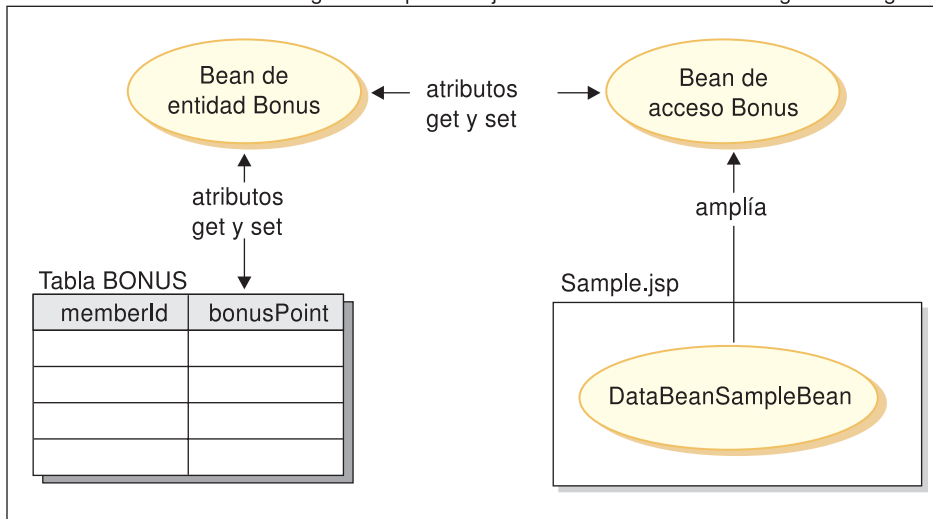 Bean de
entidad Bonus
atributos
get y set
Bean de
acceso Bonus
atributos
get y set
amplía
Tabla BONUS
memberId bonusPoint
Sample.jsp
DataBeanSampleBean